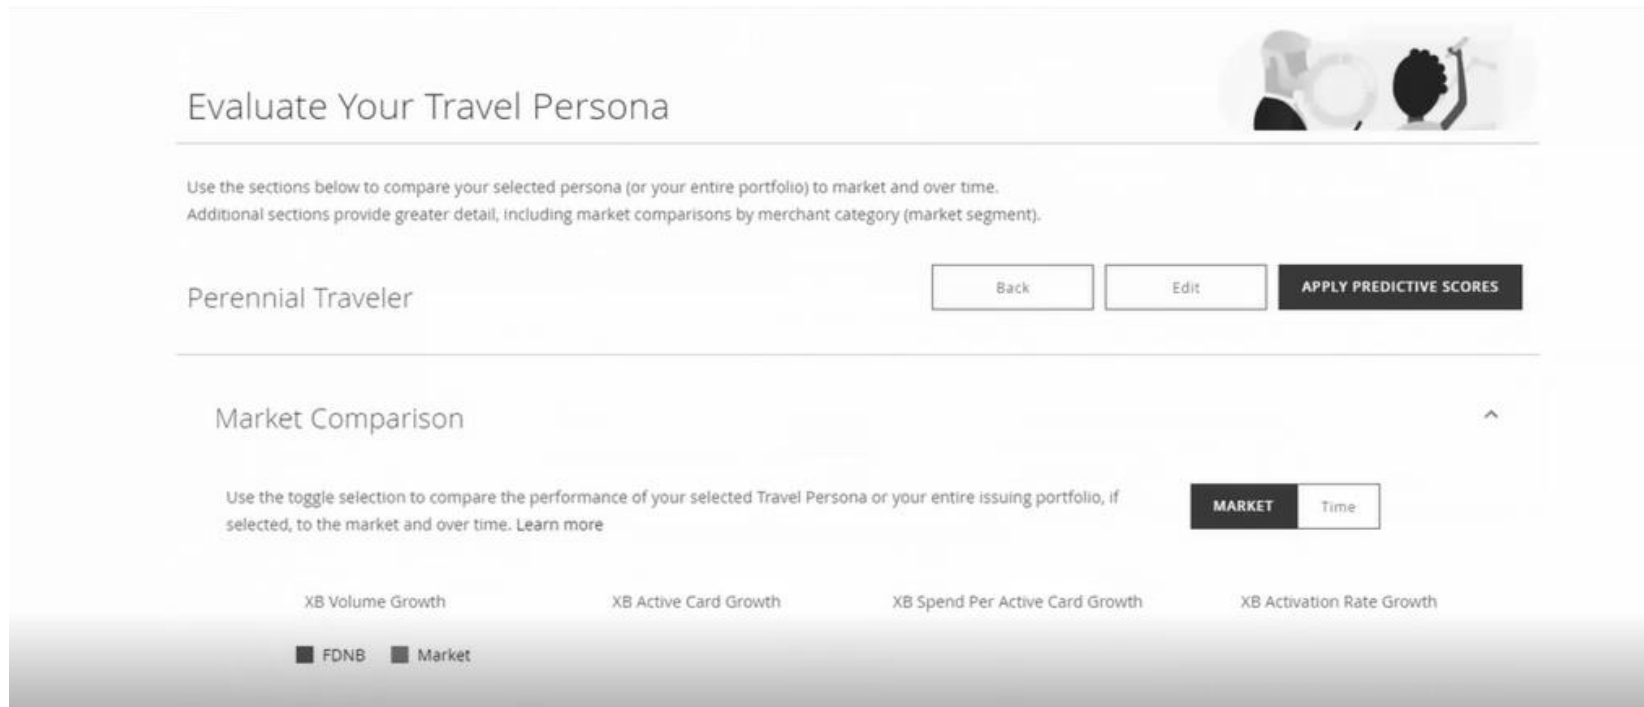 Evaluate Your Travel Persona
Use the sections below to compare your selected persona (or your entire portfolio) to market and over time.
Additional sections provide greater detail, including market comparisons by merchant category (market segment).
Perennial Traveler
Back
Edit
APPLY PREDICTIVE SCORES
Market Comparison
Use the toggle selection to compare the performance of your selected Travel Persona or your entire issuing portfolio, if
selected, to the market and over time. Learn more
MARKET
Time
XB Volume Growth
XB Active Card Growth
XB Spend Per Active Card Growth
XB Activation Rate Growth
FDNB
Market